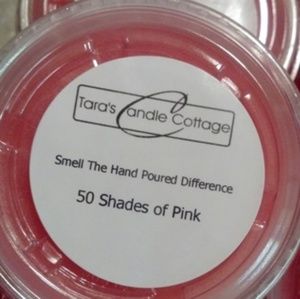 Tara's Candle Cottage
Smell The Hand Poured Difference
50 Shades of Pink